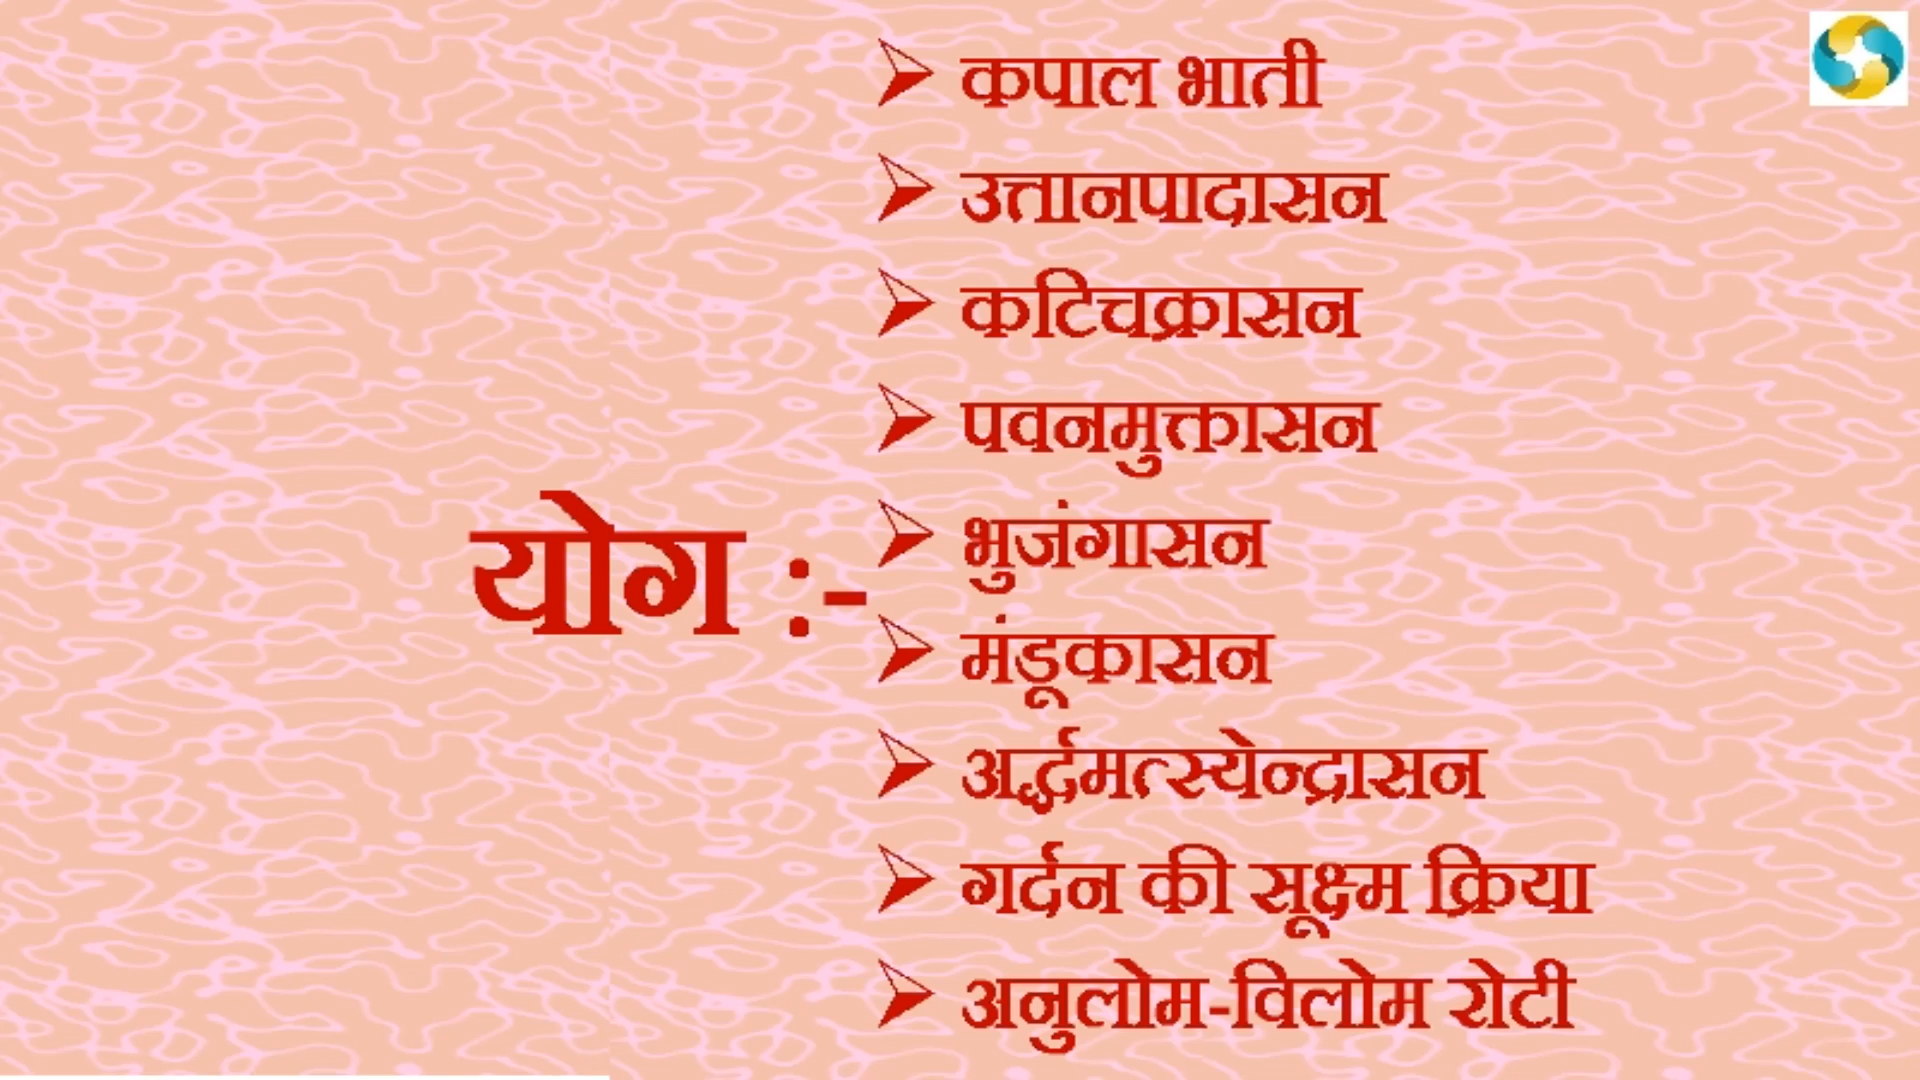 योग :-
कपाल भाती
उत्तानपादासन
कटिचक्रासन
पवनमुक्तासन
भुजंगासन
मंडूकासन
अर्द्धमत्स्येन्द्रासन
गर्दन की सूक्ष्म क्रिया
अनुलोम-विलोम रोटी